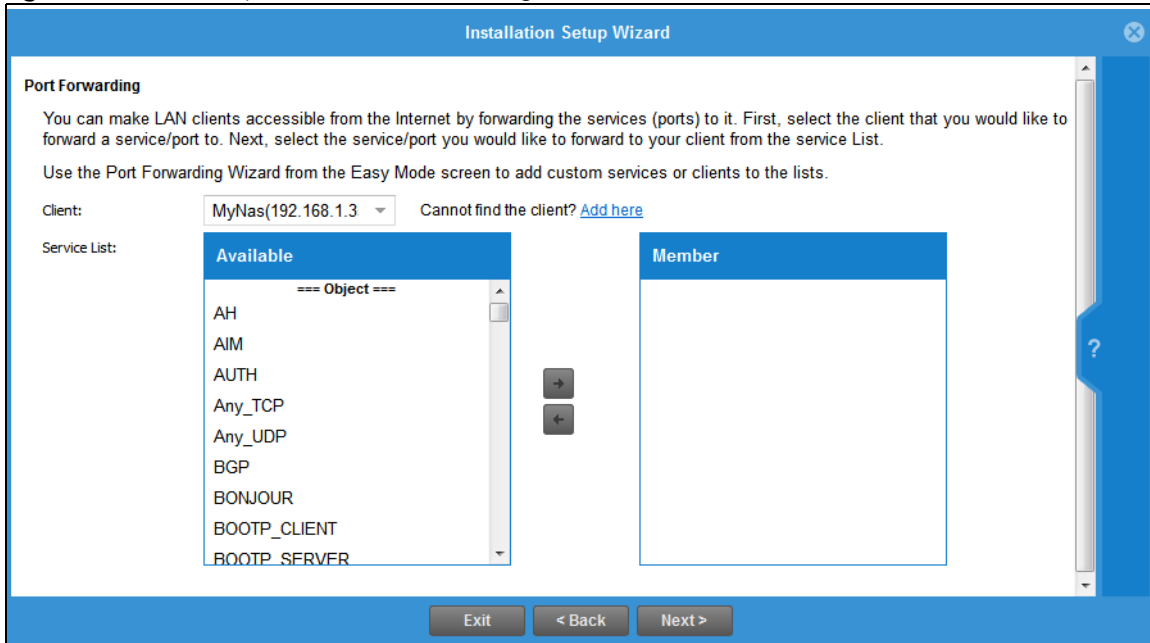 Installation Setup Wizard
Port Forwarding
You can make LAN clients accessible from the Internet by forwarding the services (ports) to it. First, select the client that you would like to
forward a service/port to. Next, select the service/port you would like to forward to your client from the service List.
Use the Port Forwarding Wizard from the Easy Mode screen to add custom services or clients to the lists.
Client:
MyNas(192.168.1.3
Cannot find the client? Add here
Service List:
Available
Member
=== Object ===
AH
AIM
AUTH
Any_TCP
Any_UDP
BGP
BONJOUR
BOOTP_CLIENT
BOOTP_SERVER
?
Exit
< Back
Next >